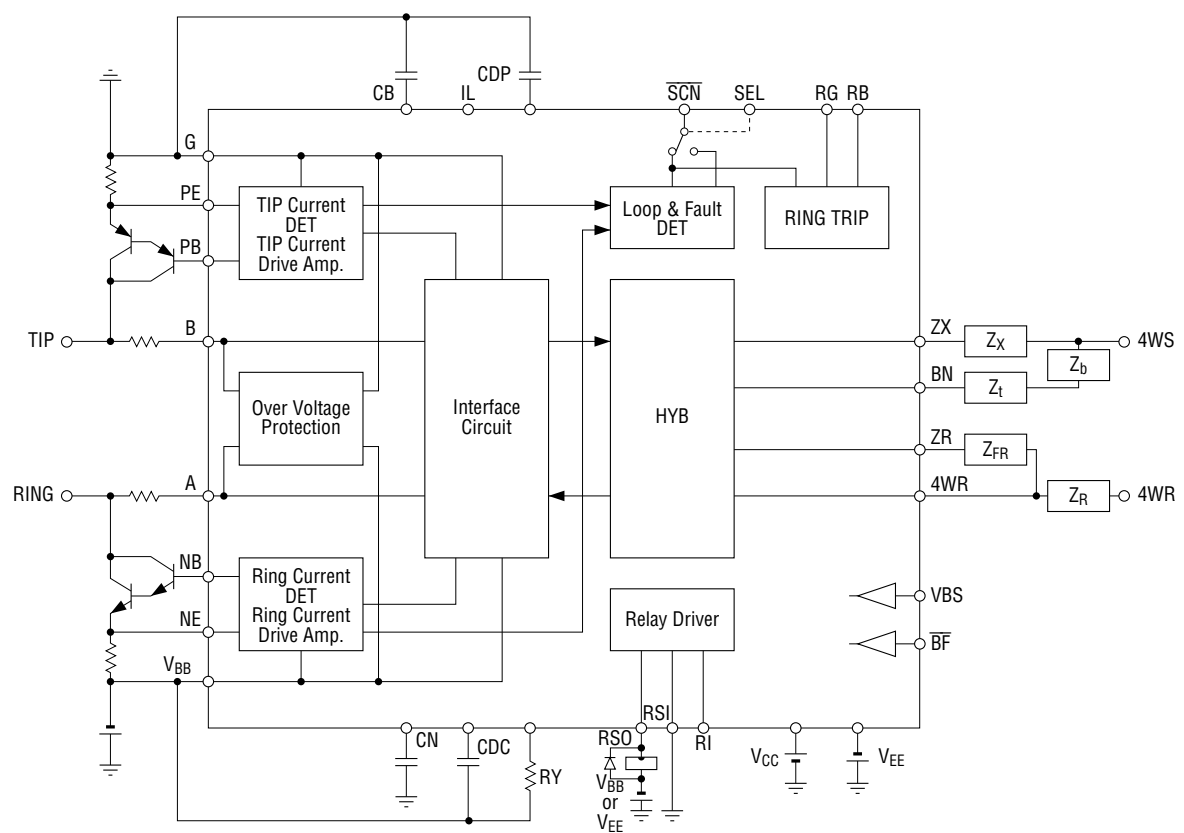 CB
IL
CDP
SCN
SEL
RG
RB
G
PE
TIP Current
DET
TIP Current
Drive Amp.
Loop & Fault
DET
RING TRIP
PB
TIP
B
ZX
ZX
4WS
Zb
BN
Zt
Over Voltage
Protection
Interface
Circuit
HYB
ZR
ZFR
RING
A
4WR
ZR
4WR
NB
Ring Current
DET
Ring Current
Drive Amp.
Relay Driver
VBS
NE
BF
VBB
CN
CDC
RY
RSO
RSI
RI
VCC
VEE
VBB
or
VEE